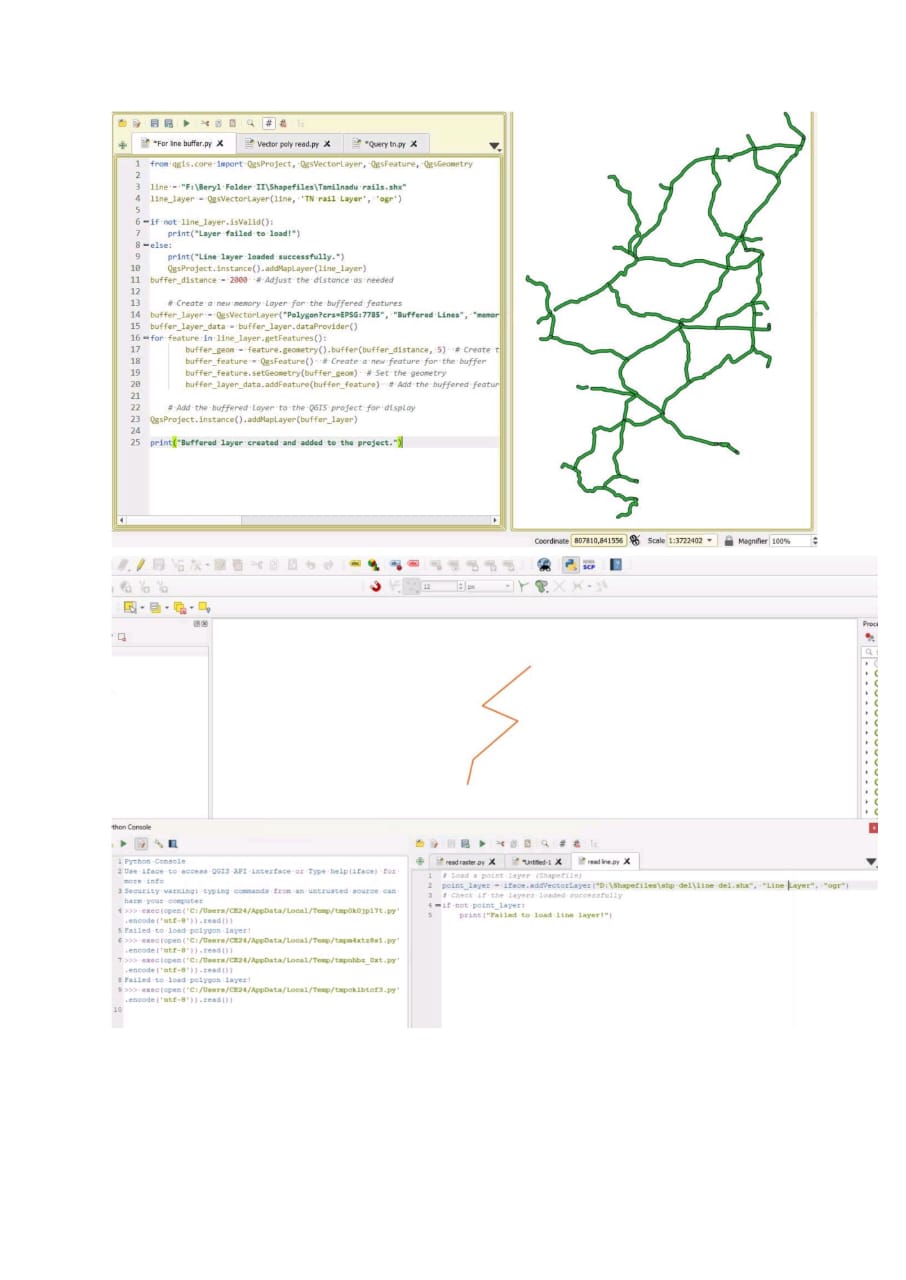 *For line buffer.py X
Vector poly read.py X
*Query tn.py X
1 from qgis.core import QgsProject, QgsVectorLayer, QgsFeature, QgsGeometry
2
3 line = "F:\Beryl Folder II\Shapefiles\Tamilnadu rails.shx"
4 line_layer = QgsVectorLayer(line, 'TN rail Layer', 'ogr')
5
6 if not line_layer.isValid():
7 print("Layer failed to load!")
8 else:
9 print("Line layer loaded successfully.")
10 QgsProject.instance().addMapLayer(line_layer)
11 buffer_distance = 2000 # Adjust the distance as needed
12
13 # Create a new memory layer for the buffered features
14 buffer_layer = QgsVectorLayer("Polygon?crs=EPSG:7785", "Buffered Lines", "memor
15 buffer_layer_data = buffer_layer.dataProvider()
16 for feature in line_layer.getFeatures():
17 buffer_geom = feature.geometry().buffer(buffer_distance, 5) # Create t
18 buffer_feature = QgsFeature() # Create a new feature for the buffer
19 buffer_feature.setGeometry(buffer_geom) # Set the geometry
20 buffer_layer_data.addFeature(buffer_feature) # Add the buffered featur
21
22 # Add the buffered layer to the QGIS project for display
23 QgsProject.instance().addMapLayer(buffer_layer)
24
25 print("Buffered layer created and added to the project.")
Coordinate 807810,841556 Scale 1:3722402 Magnifier 100%
SCP
12 px
Proce
thon Console
read raster.py X
*Untitled-1 X
read line.py X
1 Python Console
2 Use iface to access QGIS API interface or Type help(iface) for
more info
3 Security warning: typing commands from an untrusted source can
harm your computer
4 >>> exec(open('C:/Users/CE24/AppData/Local/Temp/tmp0k0jpl7t.py'
.encode('utf-8')).read())
5 Failed to load polygon layer!
6 >>> exec(open('C:/Users/CE24/AppData/Local/Temp/tmpm4xtz8s1.py'
.encode('utf-8')).read())
7 >>> exec(open('C:/Users/CE24/AppData/Local/Temp/tmpnhbz_0xt.py'
.encode('utf-8')).read())
8 Failed to load polygon layer!
9 >>> exec(open('C:/Users/CE24/AppData/Local/Temp/tmpcklbtcf3.py'
.encode('utf-8')).read())
10
1 # Load a point layer (Shapefile)
2 point_layer = iface.addVectorLayer("D:\Shapefiles\shp del\line del.shx", "Line Layer", "ogr")
3 # Check if the layers loaded successfully
4 if not point_layer:
5 print("Failed to load line layer!")